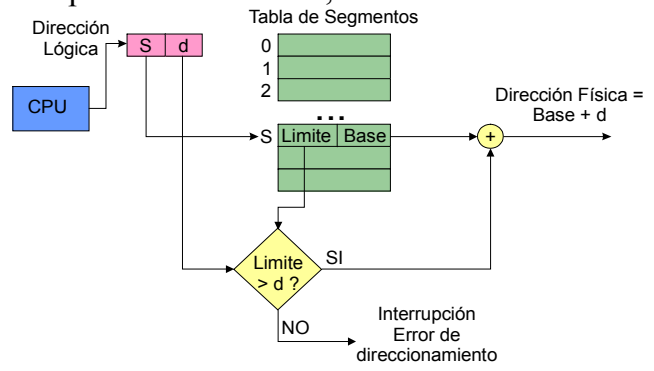 Dirección
Lógica
Tabla de Segmentos
S d
0
1
2
CPU
...
S Limite Base
+
Dirección Física =
Base + d
Limite
> d ?
SI
NO
Interrupción
Error de
direccionamiento